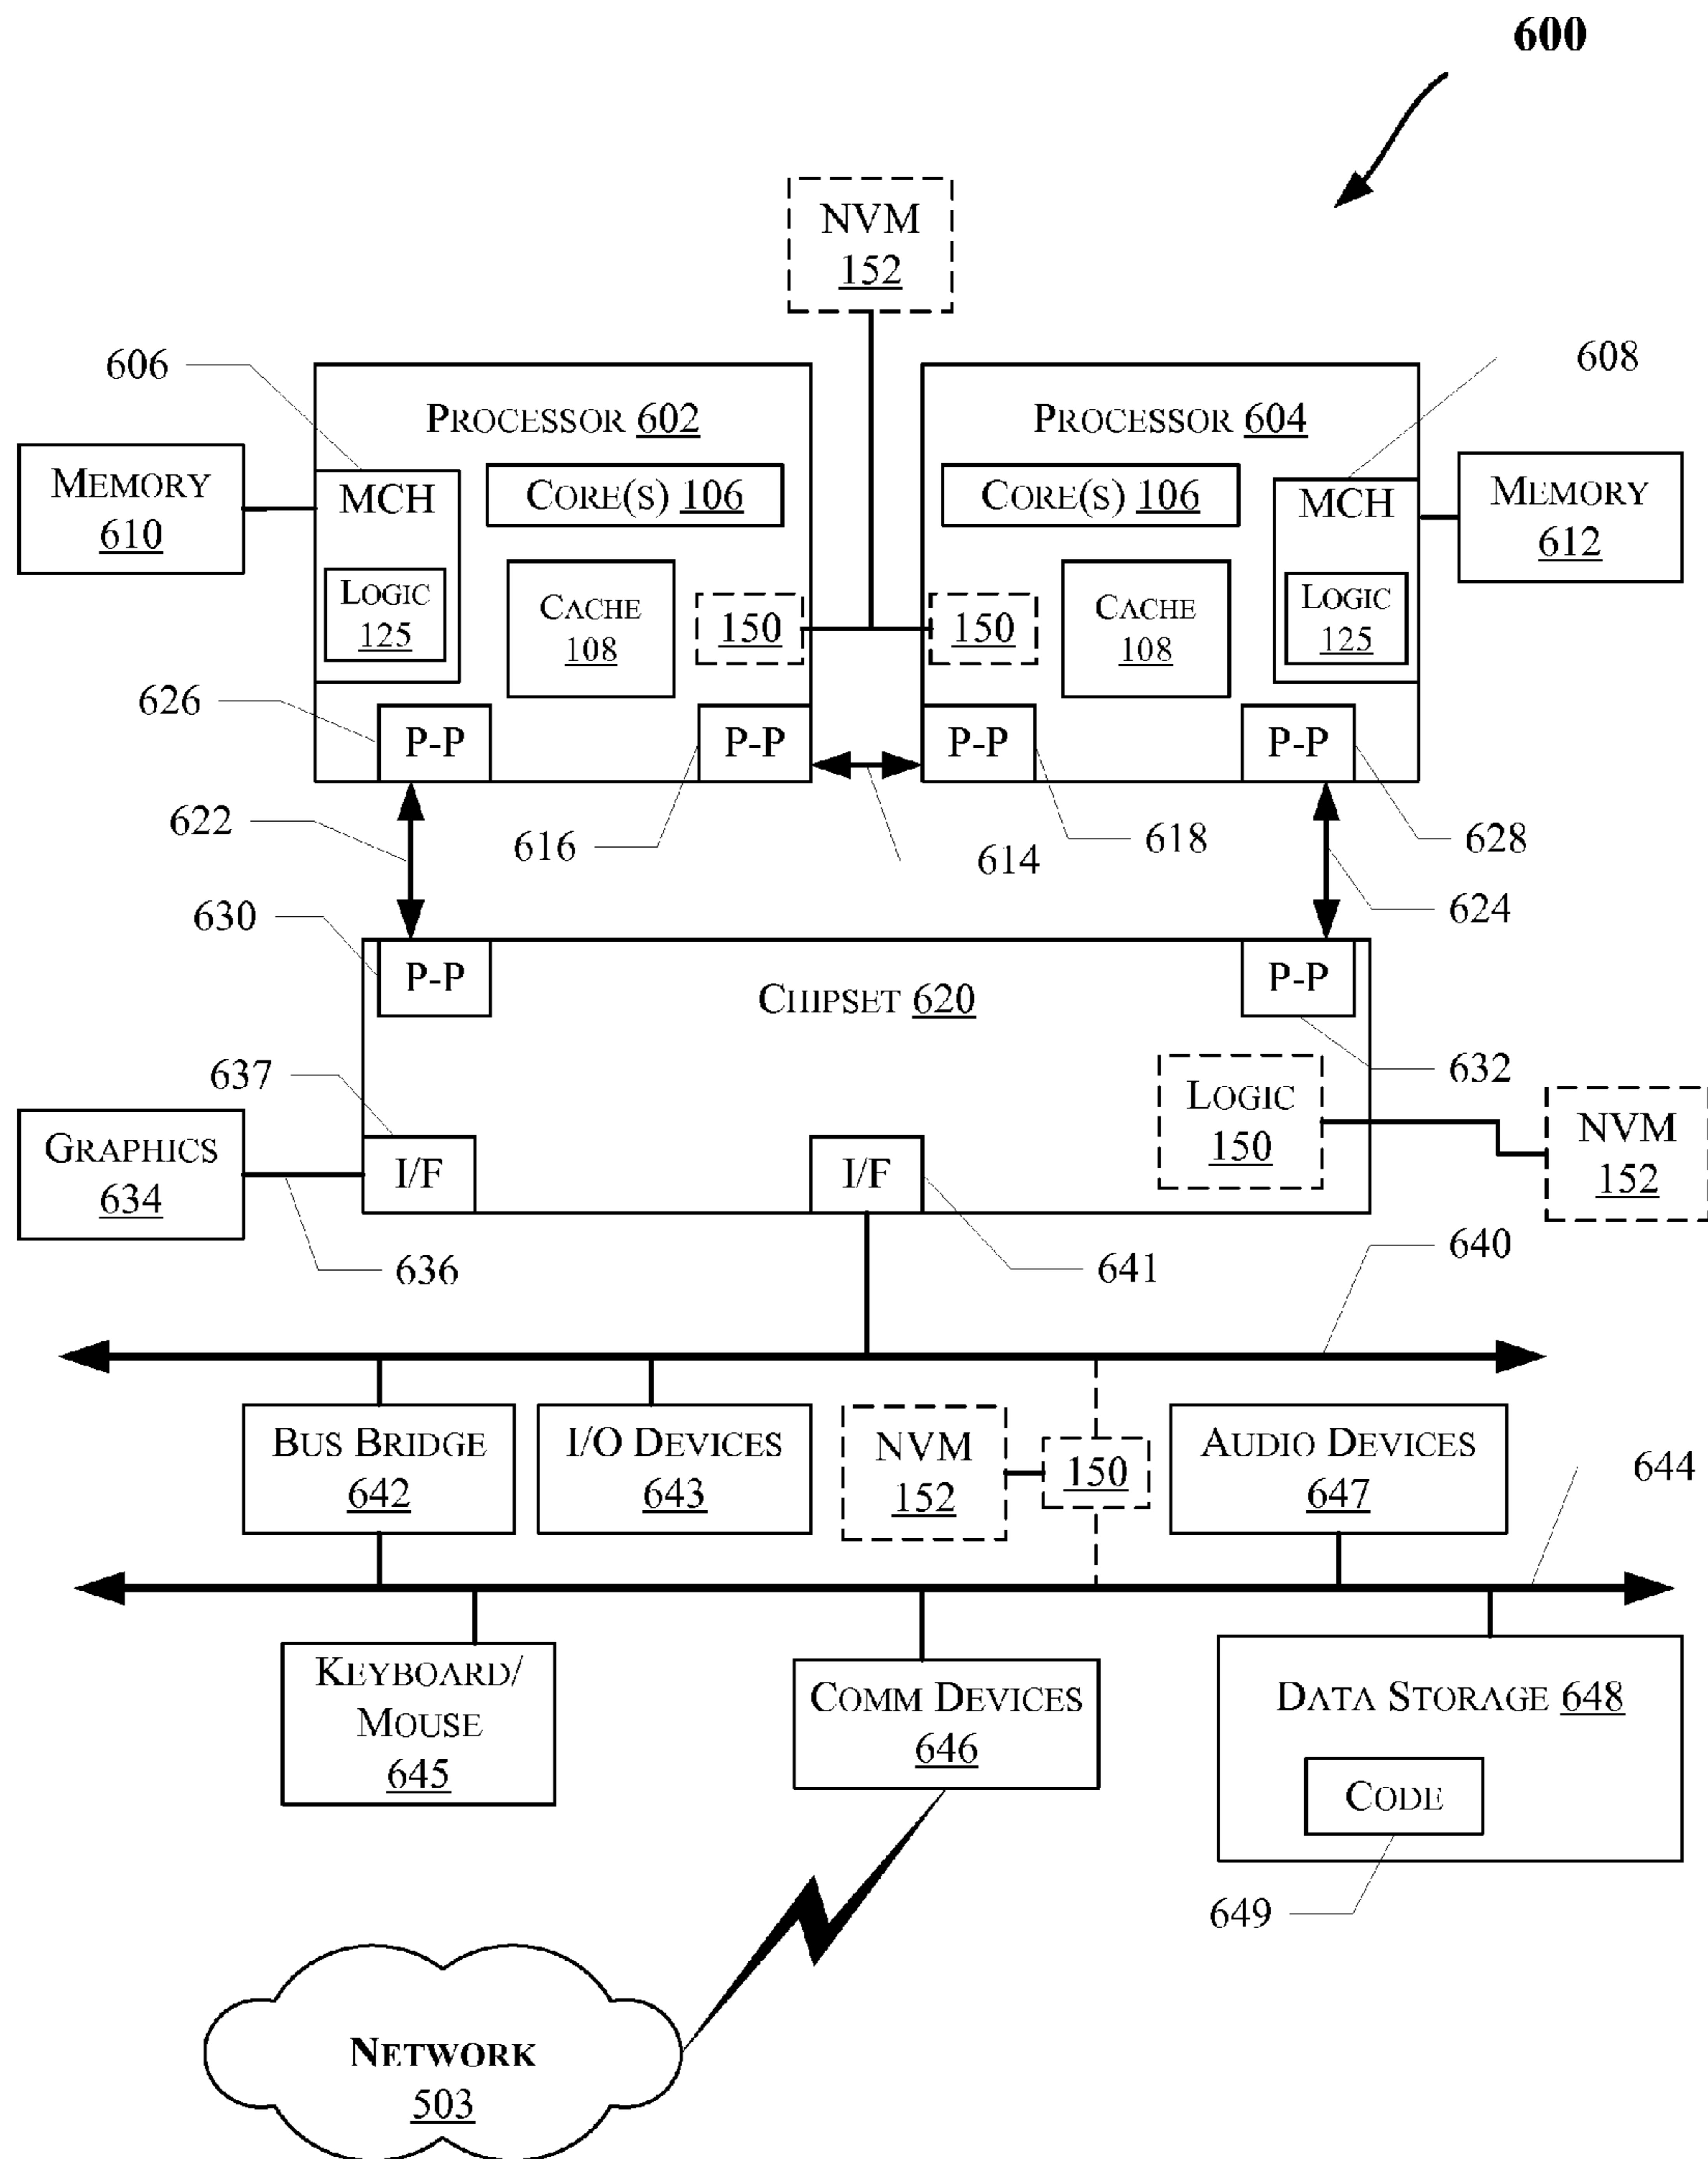 600
NVM
152
606
608
PROCESSOR 602
PROCESSOR 604
MEMORY
610
MCH
CORE(S) 106
CORE(S) 106
MCH
MEMORY
612
LOGIC
125
CACHE
108
150
150
CACHE
108
LOGIC
125
626
P-P
P-P
P-P
P-P
622
616
614
618
628
630
624
P-P
CHIPSET 620
P-P
637
632
LOGIC
150
NVM
152
GRAPHICS
634
I/F
I/F
636
641
640
BUS BRIDGE
642
I/O DEVICES
643
NVM
152
150
AUDIO DEVICES
647
644
KEYBOARD/
MOUSE
645
COMM DEVICES
646
DATA STORAGE 648
CODE
649
NETWORK
503